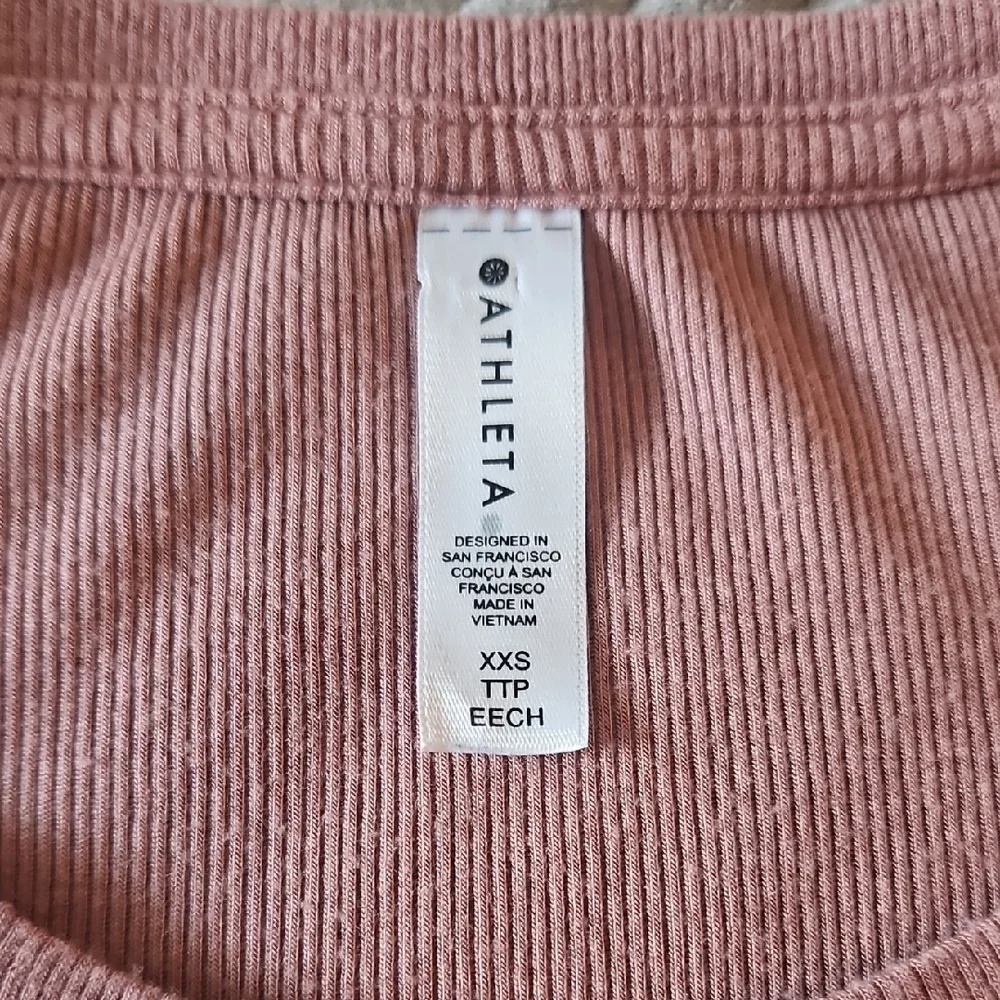 ATHLETA
DESIGNED IN
SAN FRANCISCO
CONÇU À SAN
FRANCISCO
MADE IN
VIETNAM
XXS
TTP
EECH